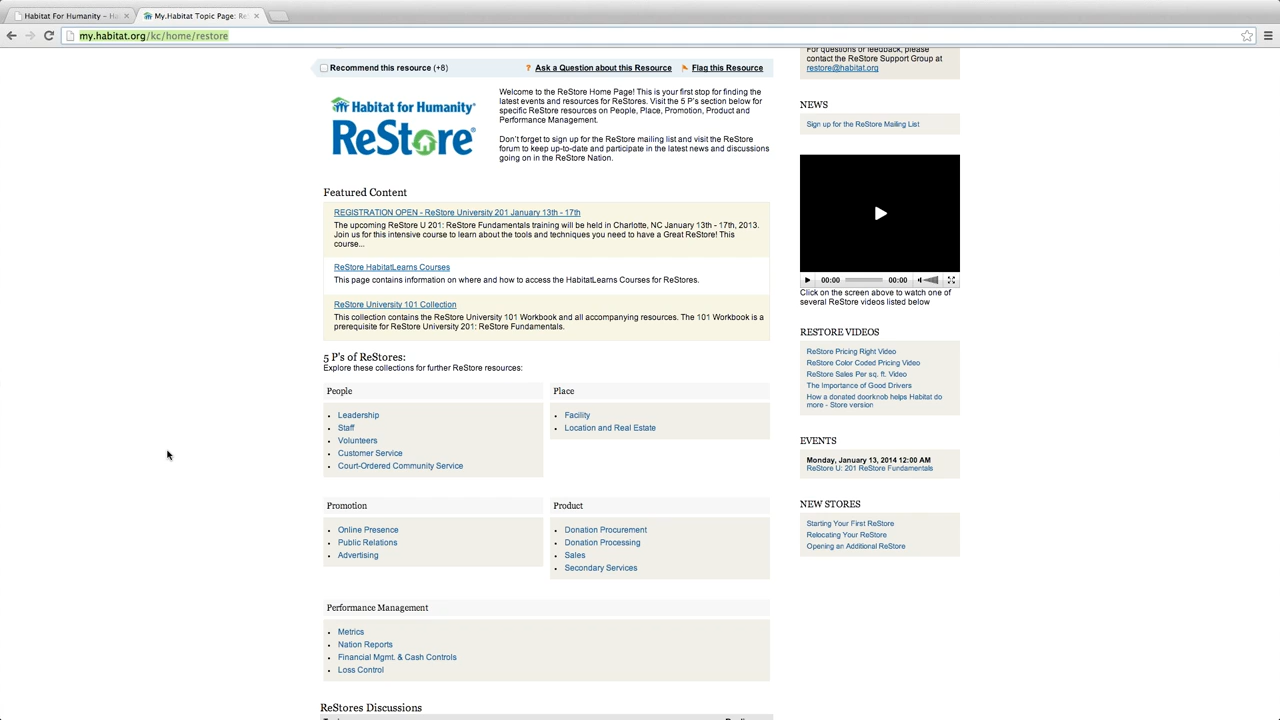 Habitat For Humanity – Ha
My.Habitat Topic Page: Re
my.habitat.org/kc/home/restore
Recommend this resource (+8)
? Ask a Question about this Resource
Flag this Resource
Habitat for Humanity®
ReStore®
Welcome to the ReStore Home Page! This is your first stop for finding the
latest events and resources for ReStores. Visit the 5 P's section below for
specific ReStore resources on People, Place, Promotion, Product and
Performance Management.
Don't forget to sign up for the ReStore mailing list and visit the ReStore
forum to keep up-to-date and participate in the latest news and discussions
going on in the ReStore Nation.
Featured Content
REGISTRATION OPEN - ReStore University 201 January 13th - 17th
The upcoming ReStore U 201: ReStore Fundamentals training will be held in Charlotte, NC January 13th - 17th, 2013.
Join us for this intensive course to learn about the tools and techniques you need to have a Great ReStore! This
course...
ReStore HabitatLearns Courses
This page contains information on where and how to access the HabitatLearns Courses for ReStores.
ReStore University 101 Collection
This collection contains the ReStore University 101 Workbook and all accompanying resources. The 101 Workbook is a
prerequisite for ReStore University 201: ReStore Fundamentals.
5 P's of ReStores:
Explore these collections for further ReStore resources:
People
• Leadership
• Staff
• Volunteers
• Customer Service
• Court-Ordered Community Service
Place
• Facility
• Location and Real Estate
Promotion
• Online Presence
• Public Relations
• Advertising
Product
• Donation Procurement
• Donation Processing
• Sales
• Secondary Services
Performance Management
• Metrics
• Nation Reports
• Financial Mgmt. & Cash Controls
• Loss Control
ReStores Discussions
For questions or feedback, please
contact the ReStore Support Group at
restore@habitat.org
NEWS
Sign up for the ReStore Mailing List
00:00
00:00
Click on the screen above to watch one of
several ReStore videos listed below
RESTORE VIDEOS
ReStore Pricing Right Video
ReStore Color Coded Pricing Video
ReStore Sales Per sq. ft. Video
The Importance of Good Drivers
How a donated doorknob helps Habitat do
more - Store version
EVENTS
Monday, January 13, 2014 12:00 AM
ReStore U: 201 ReStore Fundamentals
NEW STORES
Starting Your First ReStore
Relocating Your ReStore
Opening an Additional ReStore